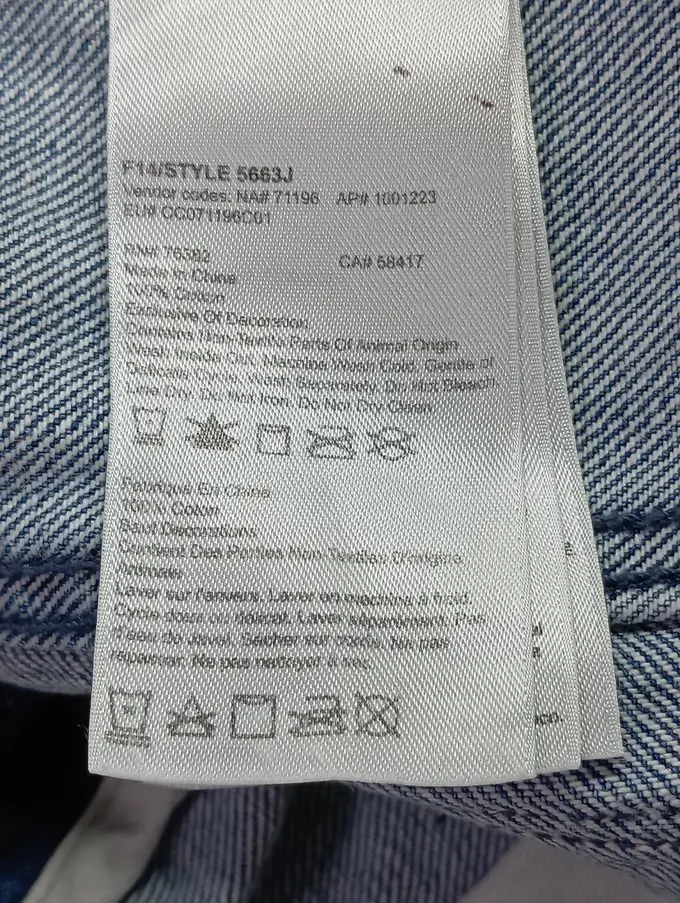 F14/STYLE 5663J
Vendor codes: NA# 71196 AP# 1001223
EU# CC071196C01
RN# 76382 CA# 58417
Made in China
100% Cotton
Exclusive Of Decoration
Contains Non-Textile Parts Of Animal Origin
Wash Inside Out. Machine Wash Cold. Gentle or
Delicate Cycle. Wash Separately. Do Not Bleach.
Line Dry. Do Not Iron. Do Not Dry Clean.
Fabriqué En Chine
100% Coton
Sauf Decorations
Contient Des Parties Non-Textiles D'origine
Animale
Laver sur l'envers. Laver en machine à froid.
Cycle doux ou délicat. Laver séparément. Pas
d'eau de Javel. Sécher sur corde. Ne pas
repasser. Ne pas nettoyer à sec.